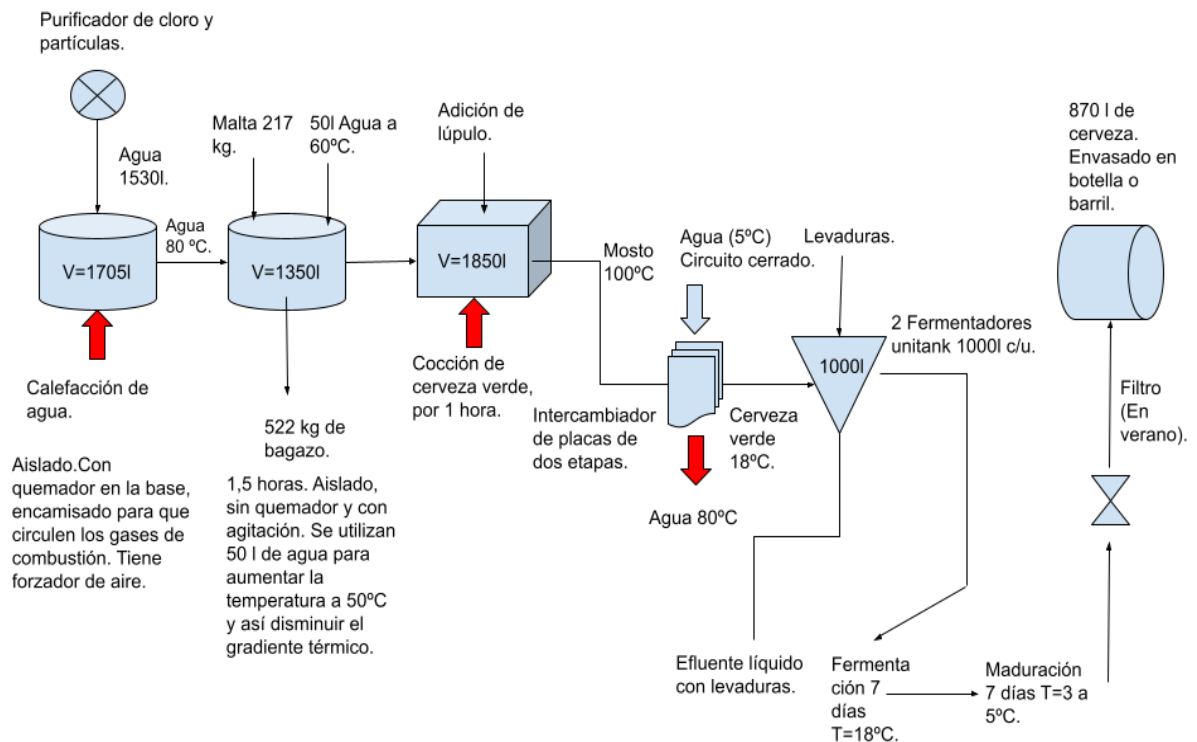 Purificador de cloro y
partículas.
Agua
1530l.
V=1705l
Calefacción de
agua.
Aislado.Con
quemador en la base,
encamisado para que
circulen los gases de
combustión. Tiene
forzador de aire.
Agua
80 ºC.
Malta 217
kg.
50l Agua a
60ºC.
V=1350l
522 kg de
bagazo.
1,5 horas. Aislado,
sin quemador y con
agitación. Se utilizan
50 l de agua para
aumentar la
temperatura a 50ºC
y así disminuir el
gradiente térmico.
Adición de
lúpulo.
V=1850l
Cocción de
cerveza verde,
por 1 hora.
Mosto
100ºC
Agua (5ºC)
Circuito cerrado.
Intercambiador
de placas de
dos etapas.
Agua 80ºC
Cerveza
verde
18ºC.
Levaduras.
1000l
2 Fermentadores
unitank 1000l c/u.
Efluente líquido
con levaduras.
Fermenta
ción 7
días
T=18ºC.
Maduración
7 días T=3 a
5ºC.
Filtro
(En
verano).
870 l de
cerveza.
Envasado en
botella o
barril.